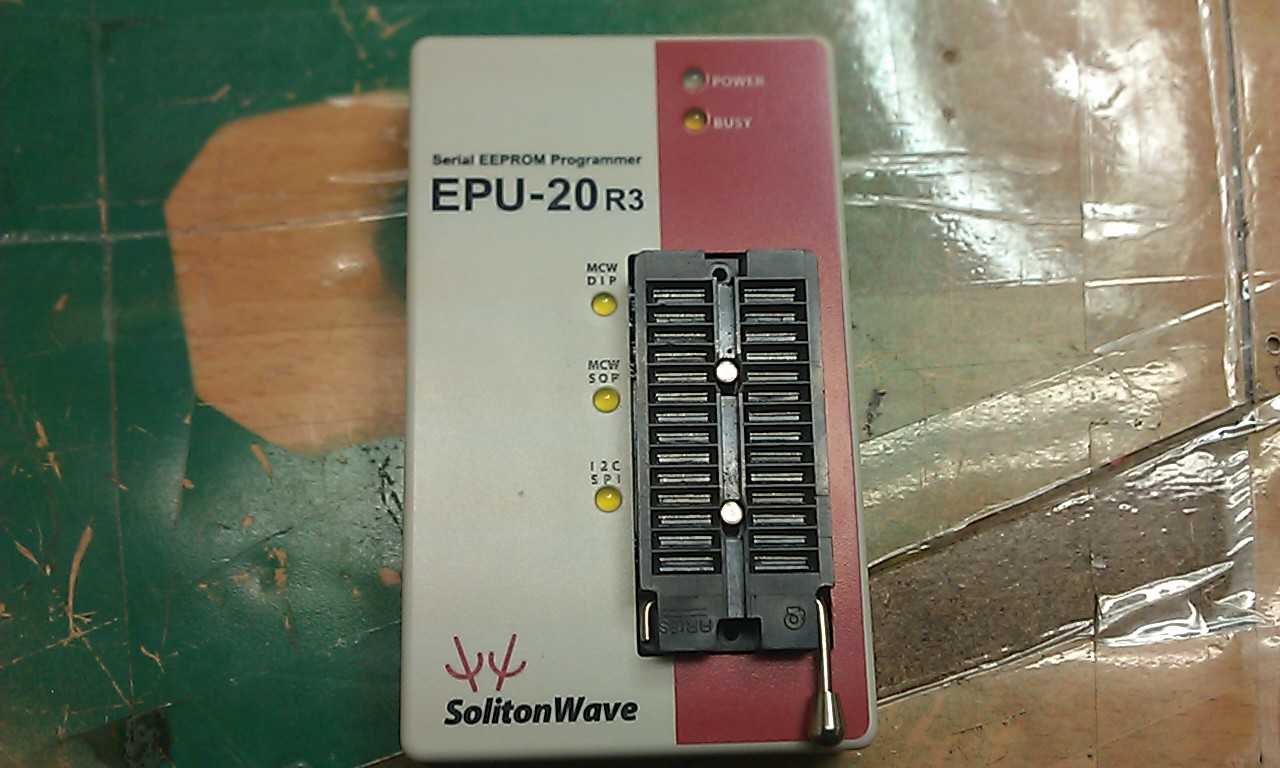 POWER
BUSY
Serial EEPROM Programmer
EPU-20 R3
MCW
DIP
MCW
SOP
I2C
SPI
ARIES
SolitonWave